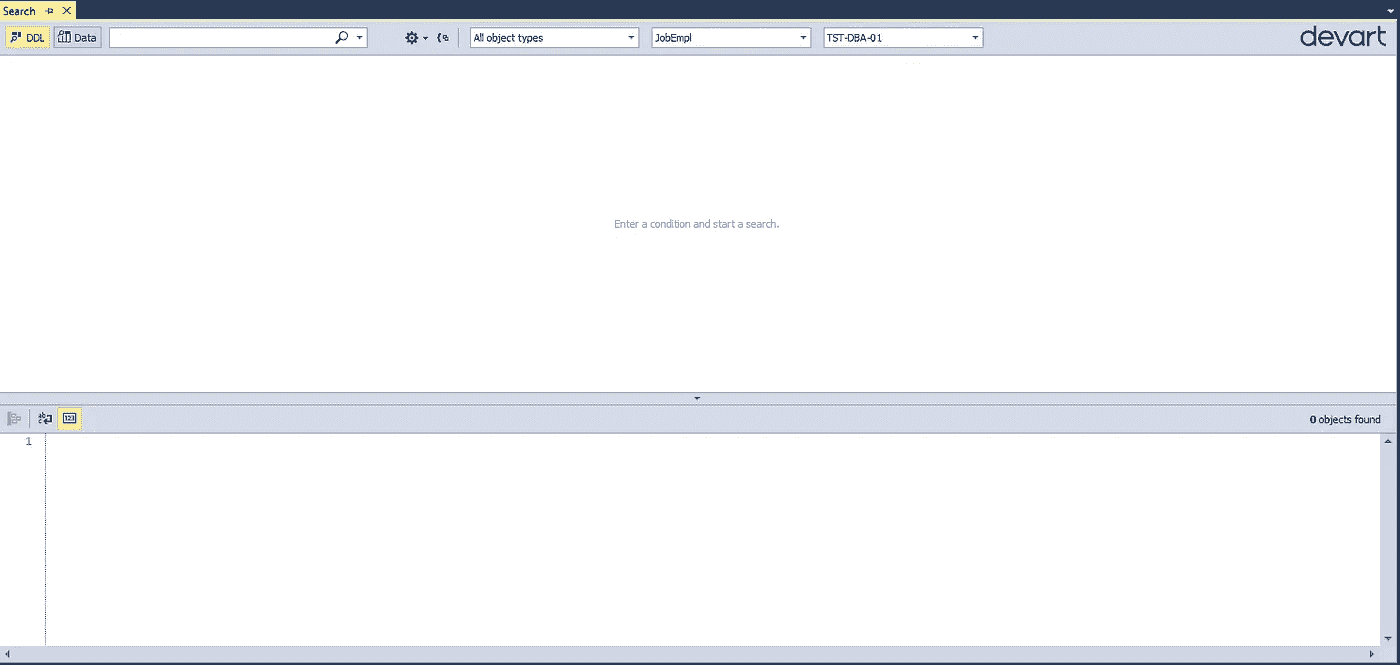 Search
DDL Data All object types JobEmpl TST-DBA-01 devart
Enter a condition and start a search.
123 0 objects found
1